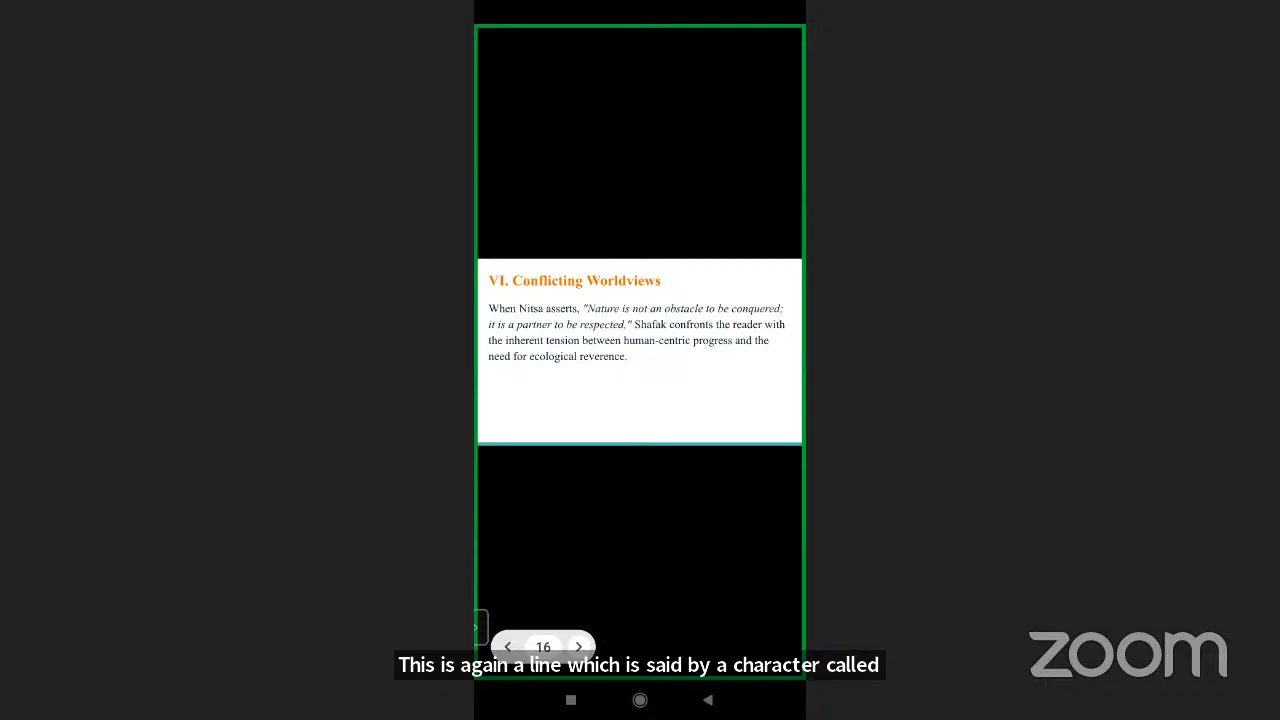 VI. Conflicting Worldviews
When Nitsa asserts, "Nature is not an obstacle to be conquered;
it is a partner to be respected," Shafak confronts the reader with
the inherent tension between human-centric progress and the
need for ecological reverence.
16
This is again a line which is said by a character called
zoom